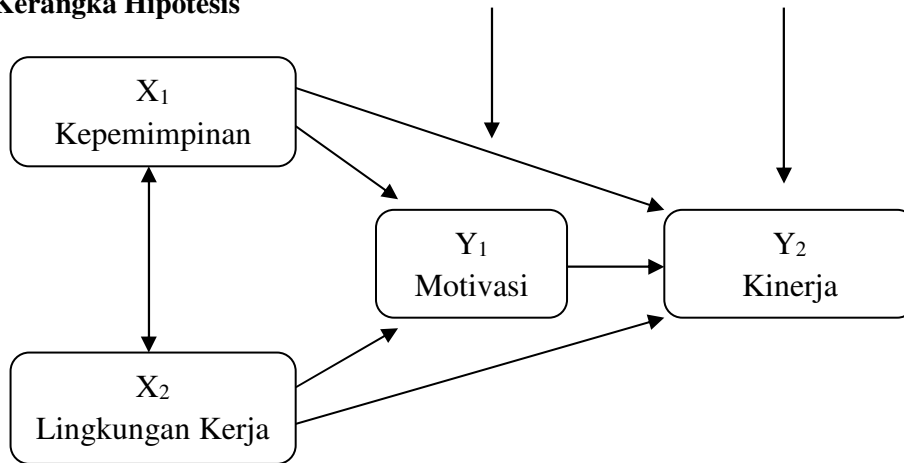 Kerangka Hipotesis
X₁
Kepemimpinan
Y₁
Motivasi
Y₂
Kinerja
X₂
Lingkungan Kerja